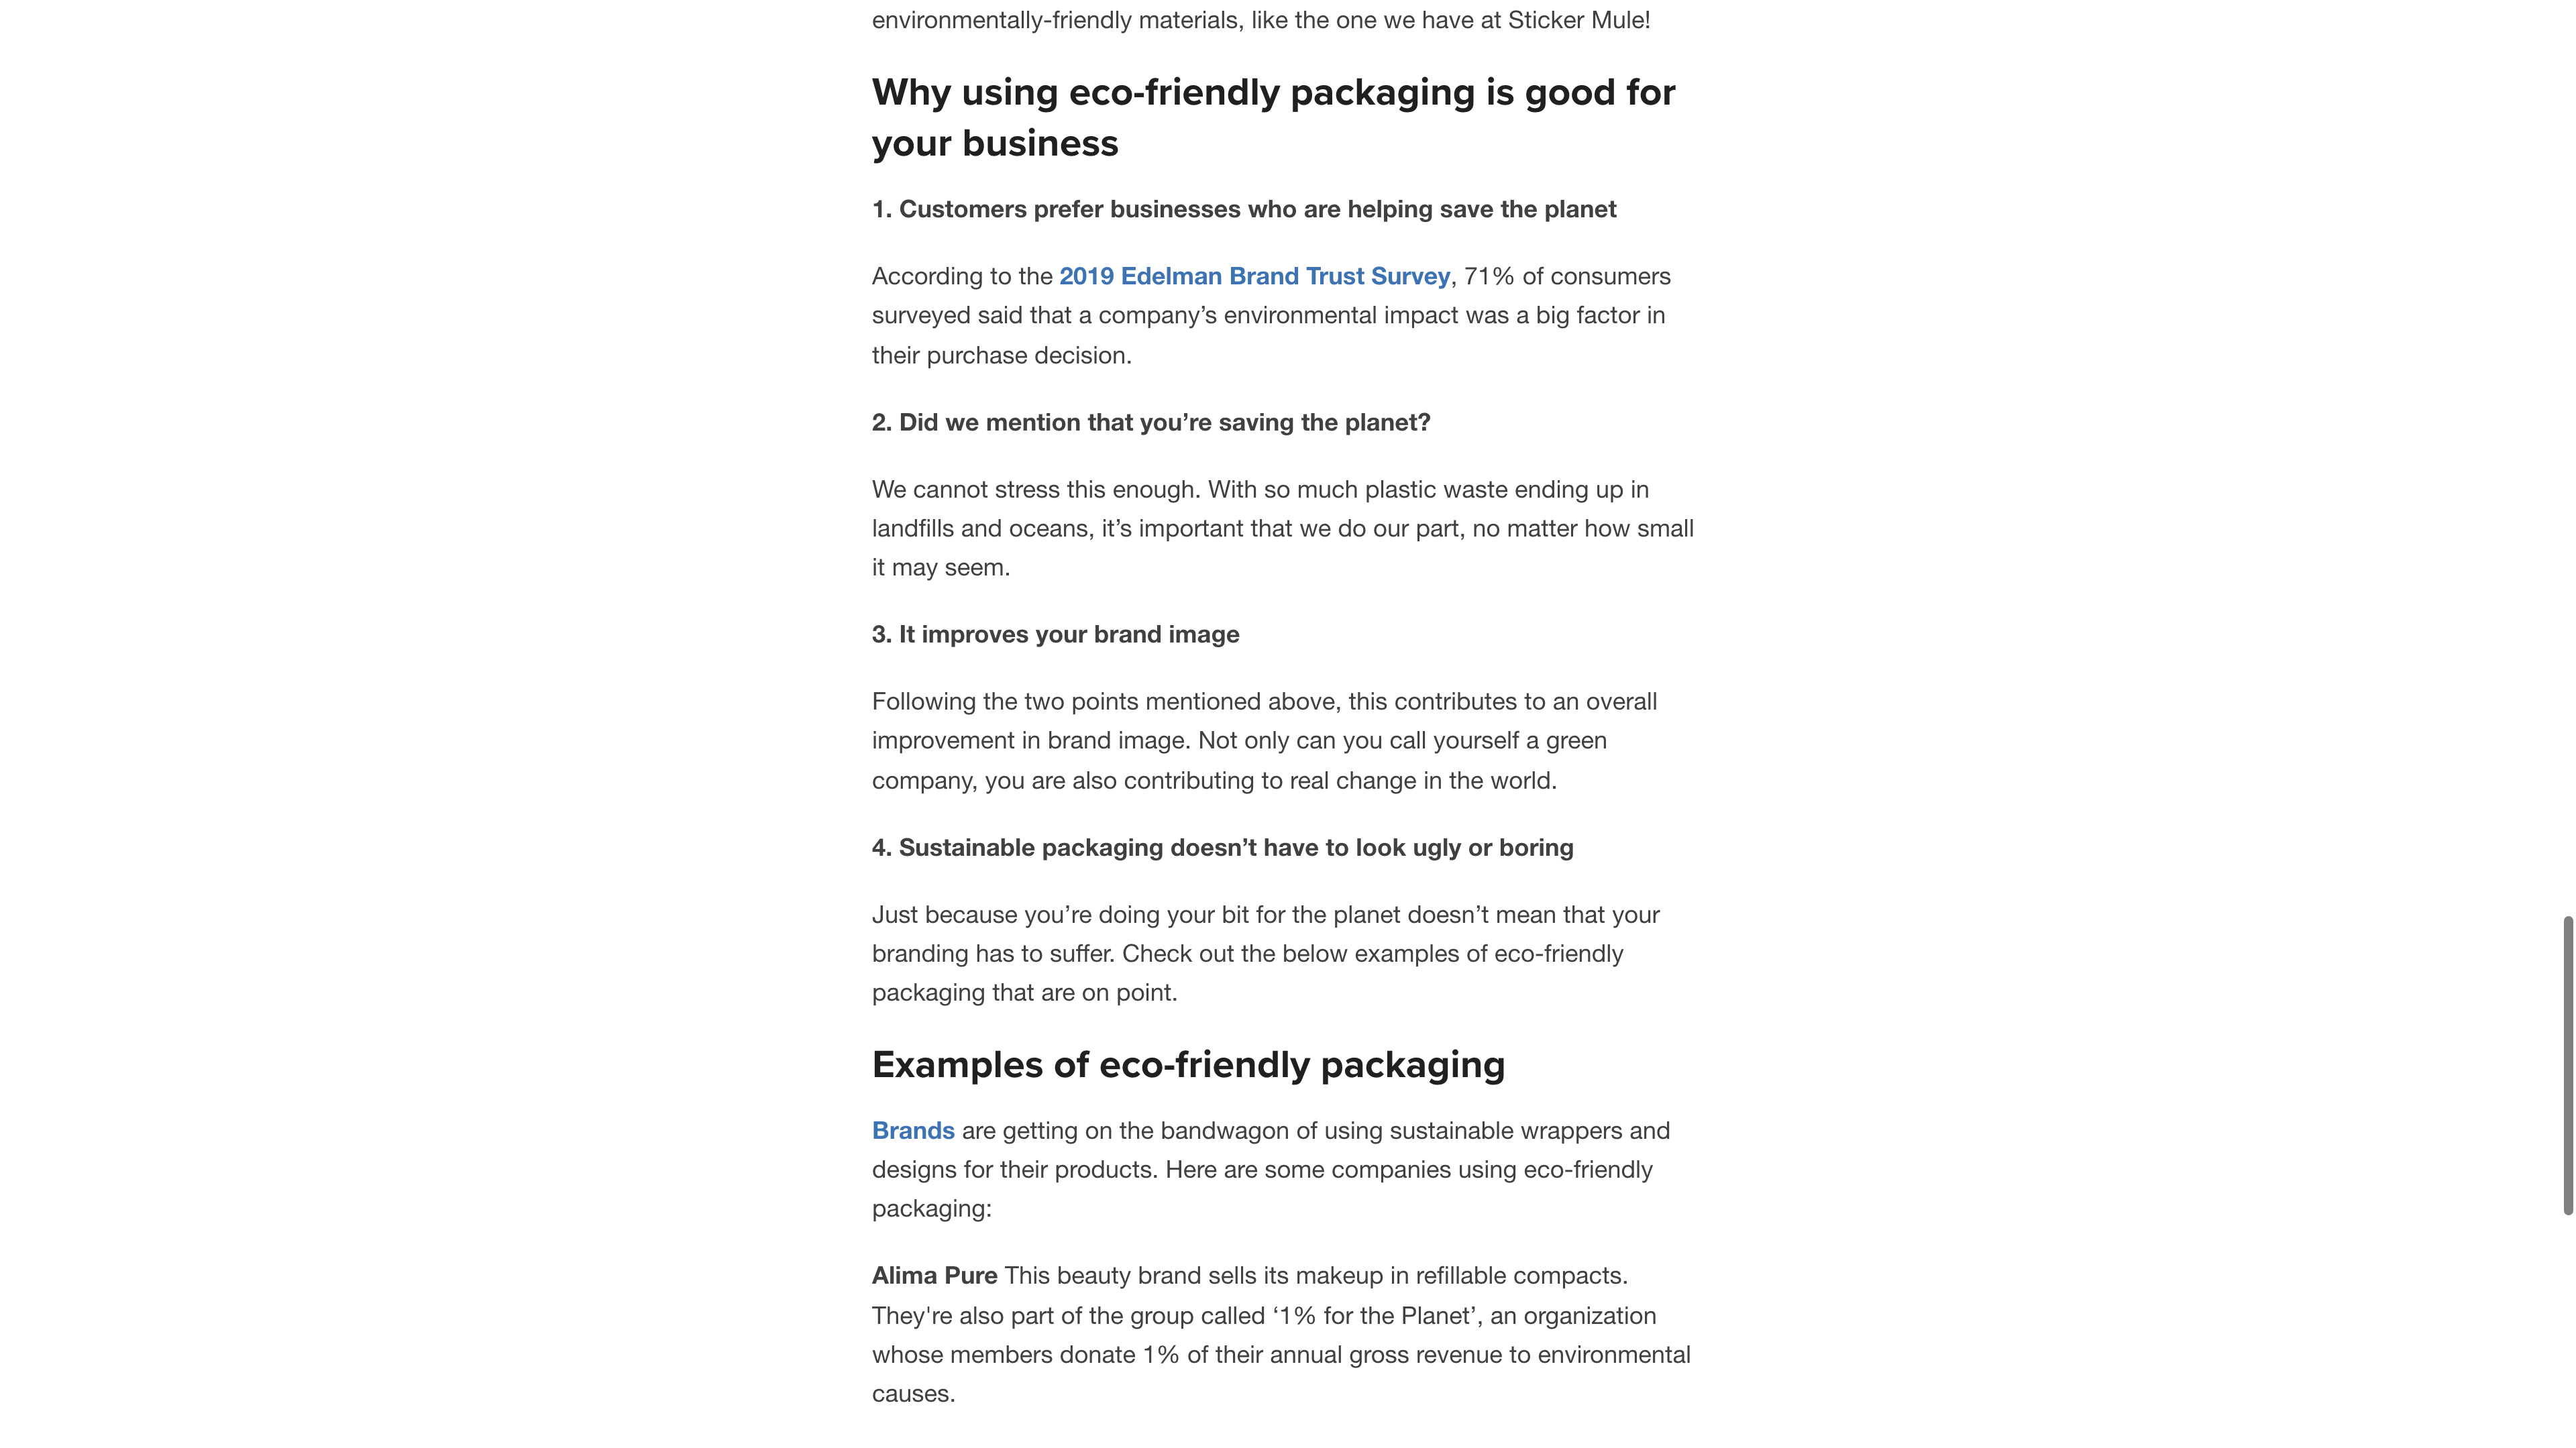 environmentally-friendly materials, like the one we have at Sticker Mule!
Why using eco-friendly packaging is good for
your business
1. Customers prefer businesses who are helping save the planet
According to the 2019 Edelman Brand Trust Survey, 71% of consumers
surveyed said that a company’s environmental impact was a big factor in
their purchase decision.
2. Did we mention that you’re saving the planet?
We cannot stress this enough. With so much plastic waste ending up in
landfills and oceans, it’s important that we do our part, no matter how small
it may seem.
3. It improves your brand image
Following the two points mentioned above, this contributes to an overall
improvement in brand image. Not only can you call yourself a green
company, you are also contributing to real change in the world.
4. Sustainable packaging doesn’t have to look ugly or boring
Just because you’re doing your bit for the planet doesn’t mean that your
branding has to suffer. Check out the below examples of eco-friendly
packaging that are on point.
Examples of eco-friendly packaging
Brands are getting on the bandwagon of using sustainable wrappers and
designs for their products. Here are some companies using eco-friendly
packaging:
Alima Pure This beauty brand sells its makeup in refillable compacts.
They're also part of the group called ‘1% for the Planet’, an organization
whose members donate 1% of their annual gross revenue to environmental
causes.